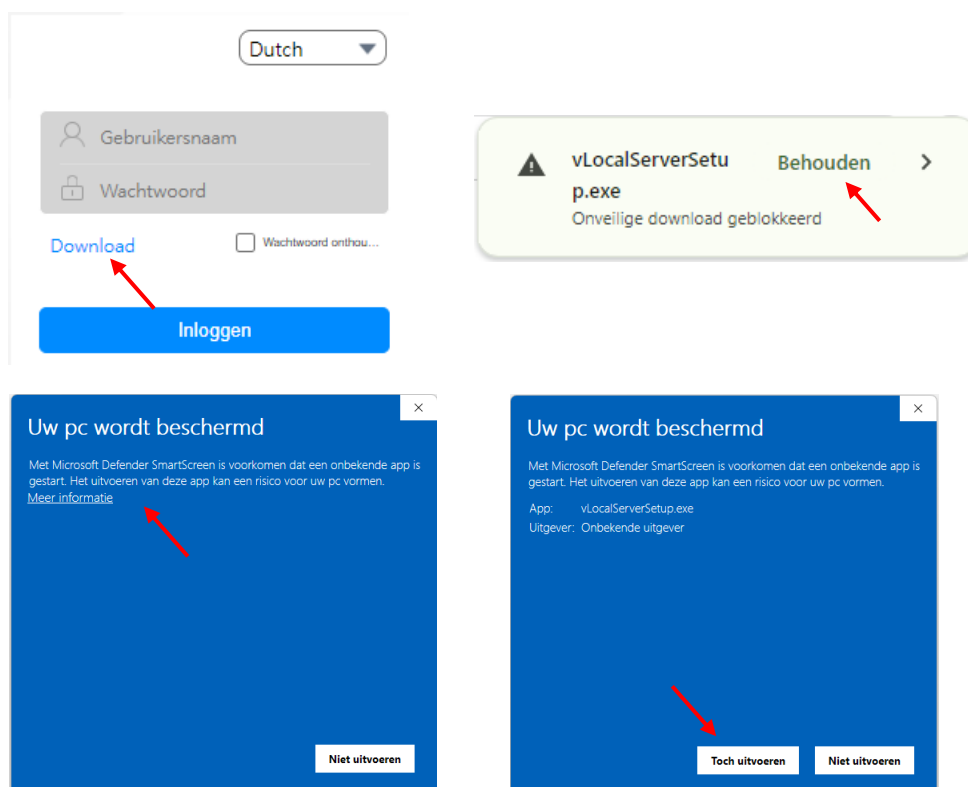 Dutch
Gebruikersnaam
Wachtwoord
Download
Wachtwoord onthou...
Inloggen
vLocalServerSetu
p.exe
Behouden
Onveilige download geblokkeerd
Uw pc wordt beschermd
Met Microsoft Defender SmartScreen is voorkomen dat een onbekende app is
gestart. Het uitvoeren van deze app kan een risico voor uw pc vormen.
Meer informatie
Niet uitvoeren
Uw pc wordt beschermd
Met Microsoft Defender SmartScreen is voorkomen dat een onbekende app is
gestart. Het uitvoeren van deze app kan een risico voor uw pc vormen.
App: vLocalServerSetup.exe
Uitgever: Onbekende uitgever
Toch uitvoeren
Niet uitvoeren